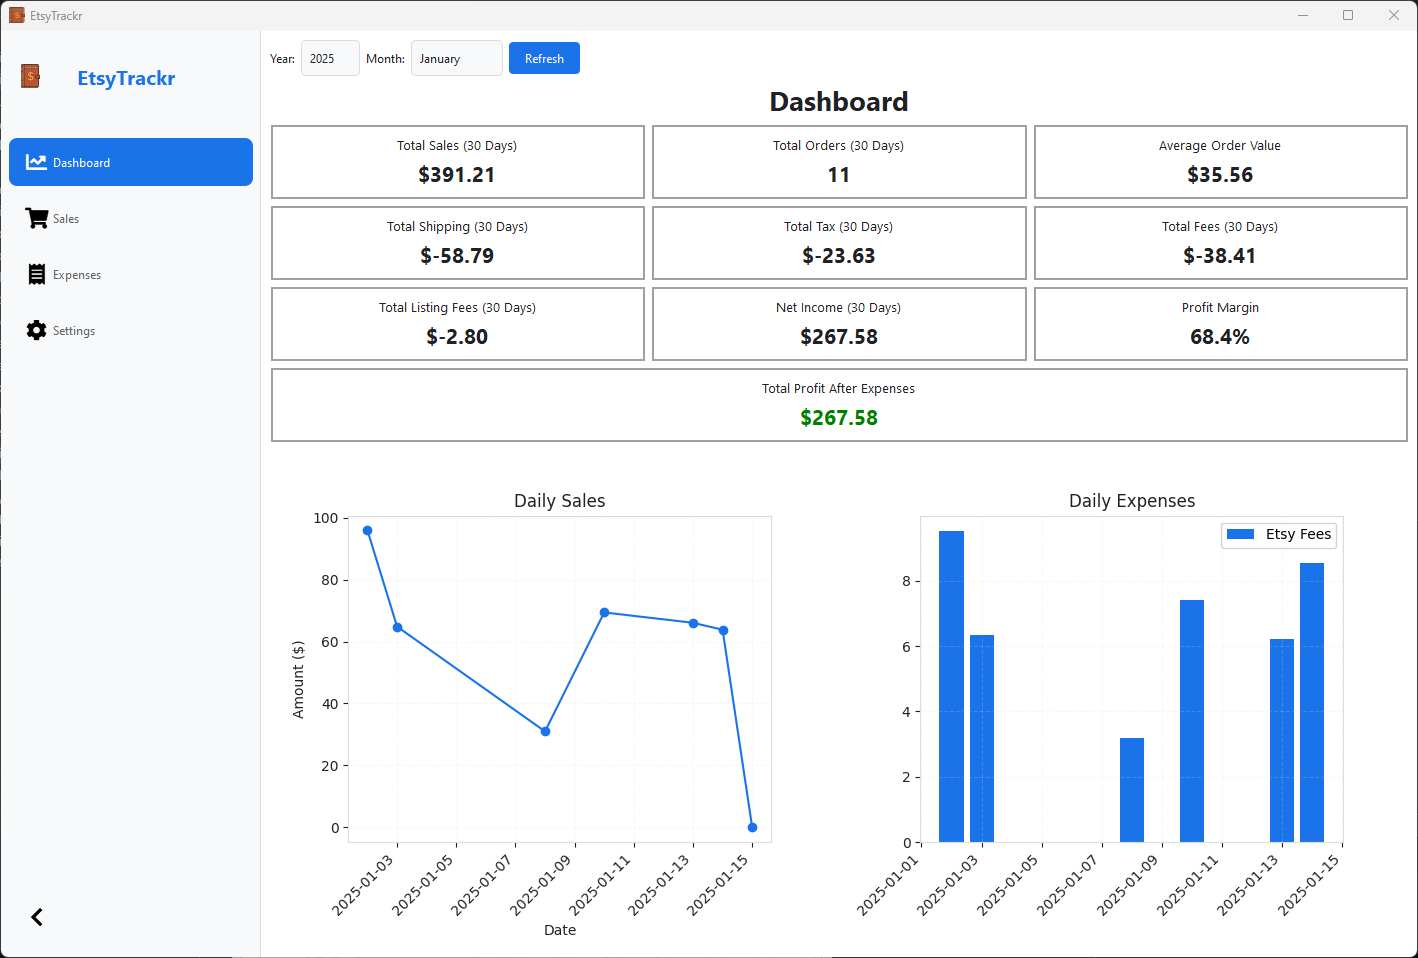 EtsyTrackr
EtsyTrackr
Dashboard
Sales
Expenses
Settings
Year: 2025 Month: January Refresh
Dashboard
Total Sales (30 Days)
$391.21
Total Orders (30 Days)
11
Average Order Value
$35.56
Total Shipping (30 Days)
$-58.79
Total Tax (30 Days)
$-23.63
Total Fees (30 Days)
$-38.41
Total Listing Fees (30 Days)
$-2.80
Net Income (30 Days)
$267.58
Profit Margin
68.4%
Total Profit After Expenses
$267.58
Daily Sales
Amount ($)
100
80
60
40
20
0
2025-01-03
2025-01-05
2025-01-07
2025-01-09
2025-01-11
2025-01-13
2025-01-15
Date
Daily Expenses
Etsy Fees
8
6
4
2
0
2025-01-01
2025-01-03
2025-01-05
2025-01-07
2025-01-09
2025-01-11
2025-01-13
2025-01-15